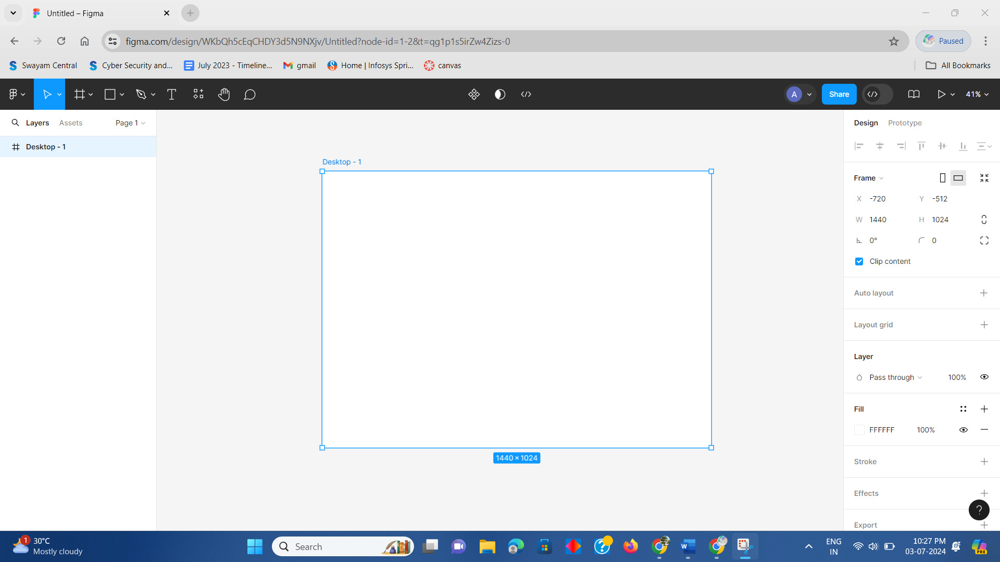 Untitled – Figma
figma.com/design/WKbQh5cEqCHDY3d5N9NXjv/Untitled?node-id=1-2&t=qg1p1s5irZw4Zizs-0
Paused
Swayam Central
Cyber Security and...
July 2023 - Timeline...
gmail
Home | Infosys Spri...
canvas
All Bookmarks
A
Share
41%
Layers
Assets
Page 1
Design
Prototype
Desktop - 1
Desktop - 1
1440 × 1024
Frame
X -720
Y -512
W 1440
H 1024
0°
0
Clip content
Auto layout
Layout grid
Layer
Pass through
100%
Fill
FFFFFF
100%
Stroke
Effects
?
Export
1
30°C
Mostly cloudy
Search
ENG
IN
10:27 PM
03-07-2024
PRE